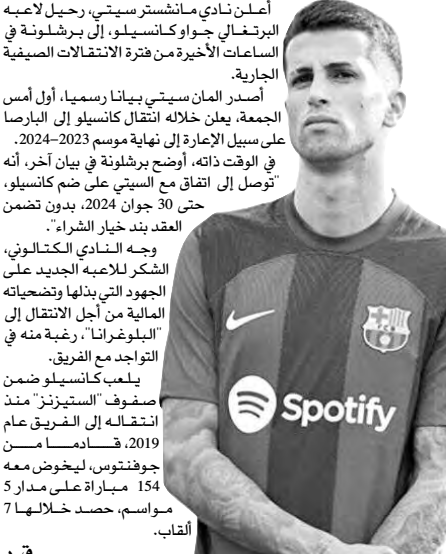 أعلن نادي مانشستر سيتي، رحيل لاعبه
البرتغالي جواو كانسيلو، إلى برشلونة في
الساعات الأخيرة من فترة الانتقالات الصيفية
الجارية.
أصدر المان سيتي بيانا رسميا، أول أمس
الجمعة، يعلن خلاله انتقال كانسيلو إلى البارصا
على سبيل الإعارة إلى نهاية موسم 2023-2024.
في الوقت ذاته، أوضح برشلونة في بيان آخر، أنه
"توصل إلى اتفاق مع السيتي على ضم كانسيلو،
حتى 30 جوان 2024، بدون تضمن
العقد بند خيار الشراء".
وجه النادي الكتالوني،
الشكر للاعبه الجديد على
الجهود التي بذلها وتضحياته
المالية من أجل الانتقال إلى
"البلوغرانا"، رغبة منه في
التواجد مع الفريق.
يلعب كانسيلو ضمن
صفوف "الستيزنز" منذ
انتقاله إلى الفريق عام
2019، قادما من
جوفنتوس، ليخوض معه
154 مباراة على مدار 5
مواسم، حصد خلالها 7
ألقاب.
FCB
Spotify